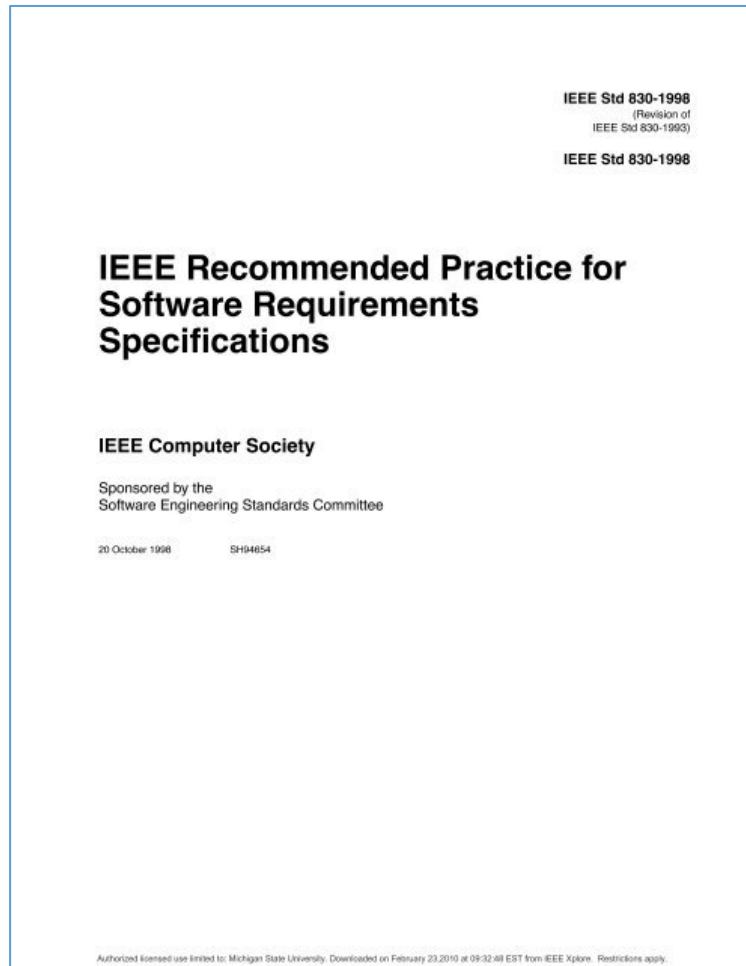 IEEE Std 830-1998
(Revision of
IEEE Std 830-1993)
IEEE Std 830-1998
IEEE Recommended Practice for
Software Requirements
Specifications
IEEE Computer Society
Sponsored by the
Software Engineering Standards Committee
20 October 1998 SH94654
Authorized licensed use limited to: Michigan State University. Downloaded on February 23,2010 at 09:32:48 EST from IEEE Xplore. Restrictions apply.